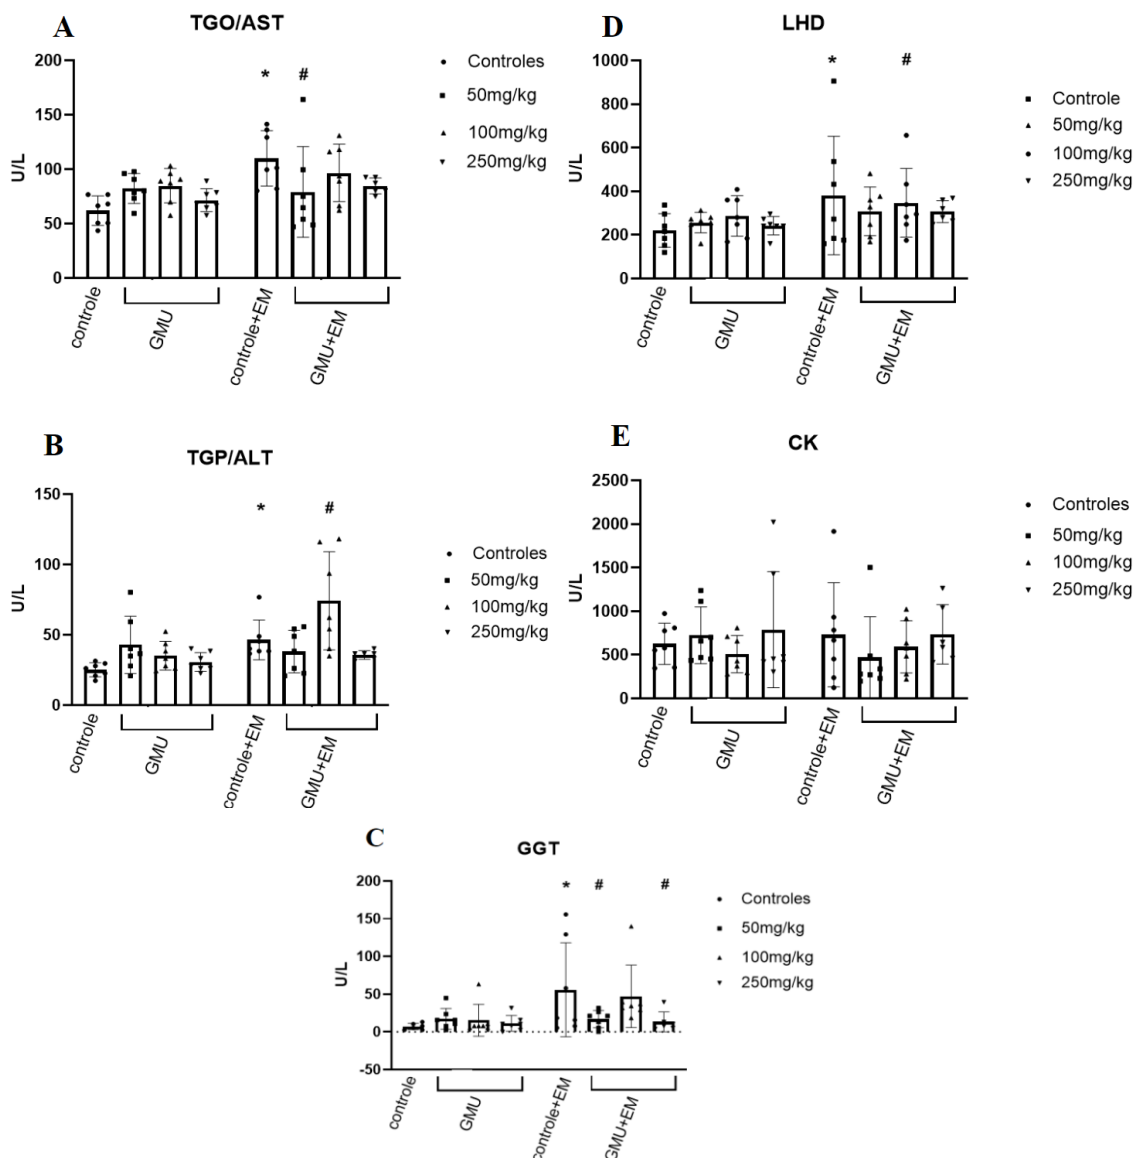 A
TGO/AST
200
150
100
50
0
U/L
*
#
Controles
50mg/kg
100mg/kg
250mg/kg
controle
GMU
controle+EM
GMU+EM
D
LHD
1000
800
600
400
200
0
U/L
*
#
Controle
50mg/kg
100mg/kg
250mg/kg
controle
GMU
controle+EM
GMU+EM
B
TGP/ALT
150
100
50
0
U/L
*
#
Controles
50mg/kg
100mg/kg
250mg/kg
controle
GMU
controle+EM
GMU+EM
E
CK
2500
2000
1500
1000
500
0
U/L
Controles
50mg/kg
100mg/kg
250mg/kg
controle
GMU
controle+EM
GMU+EM
C
GGT
200
150
100
50
0
-50
U/L
*
#
#
Controles
50mg/kg
100mg/kg
250mg/kg
controle
GMU
controle+EM
GMU+EM